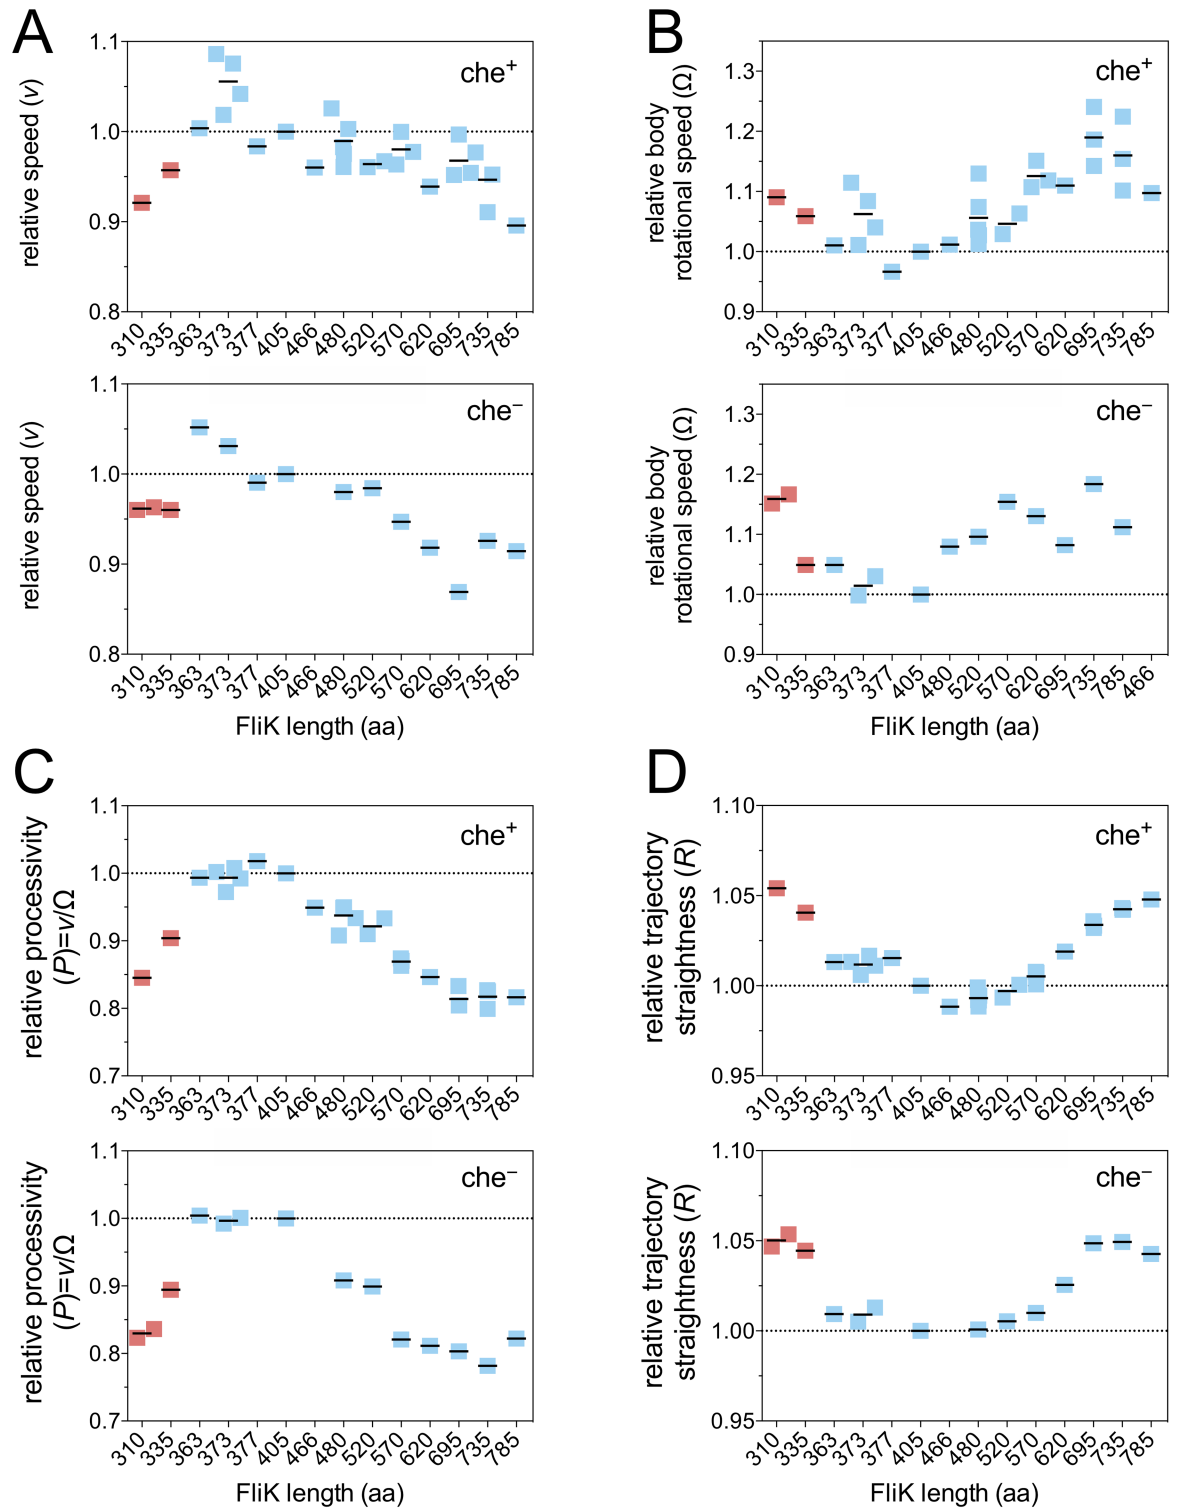 A
1.1
1.0
0.9
0.8
relative speed (v)
che+
310 335 363 373 377 405 466 480 520 570 620 695 735 785
1.1
1.0
0.9
0.8
relative speed (v)
che−
310 335 363 373 377 405 466 480 520 570 620 695 735 785
FliK length (aa)
B
1.3
1.2
1.1
1.0
0.9
relative body
rotational speed (Ω)
che+
310 335 363 373 377 405 466 480 520 570 620 695 735 785
1.3
1.2
1.1
1.0
0.9
relative body
rotational speed (Ω)
che−
310 335 363 373 377 405 480 520 570 620 695 735 785 466
FliK length (aa)
C
1.1
1.0
0.9
0.8
0.7
relative processivity
(P)=v/Ω
che+
310 335 363 373 377 405 466 480 520 570 620 695 735 785
1.1
1.0
0.9
0.8
0.7
relative processivity
(P)=v/Ω
che−
310 335 363 373 377 405 466 480 520 570 620 695 735 785
FliK length (aa)
D
1.10
1.05
1.00
0.95
relative trajectory
straightness (R)
che+
310 335 363 373 377 405 466 480 520 570 620 695 735 785
1.10
1.05
1.00
0.95
relative trajectory
straightness (R)
che−
310 335 363 373 377 405 466 480 520 570 620 695 735 785
FliK length (aa)